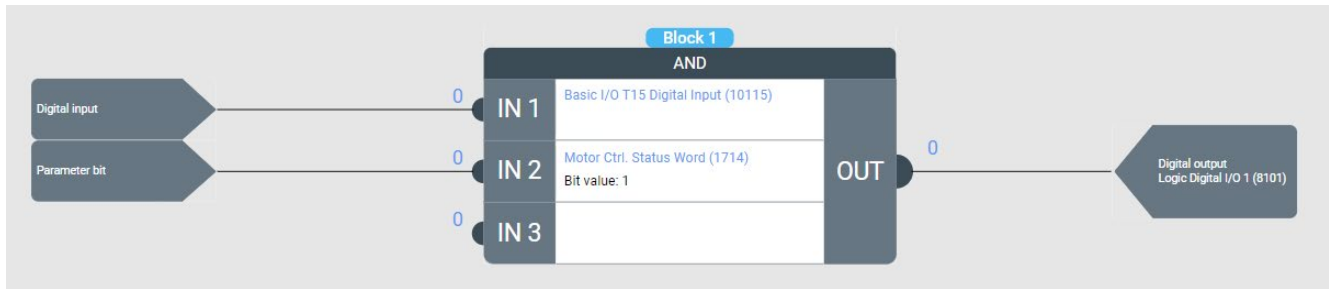 Block 1
AND
Digital input
0
IN 1
Basic I/O T15 Digital Input (10115)
Parameter bit
0
IN 2
Motor Ctrl. Status Word (1714)
Bit value: 1
OUT
0
Digital output
Logic Digital I/O 1 (8101)
0
IN 3